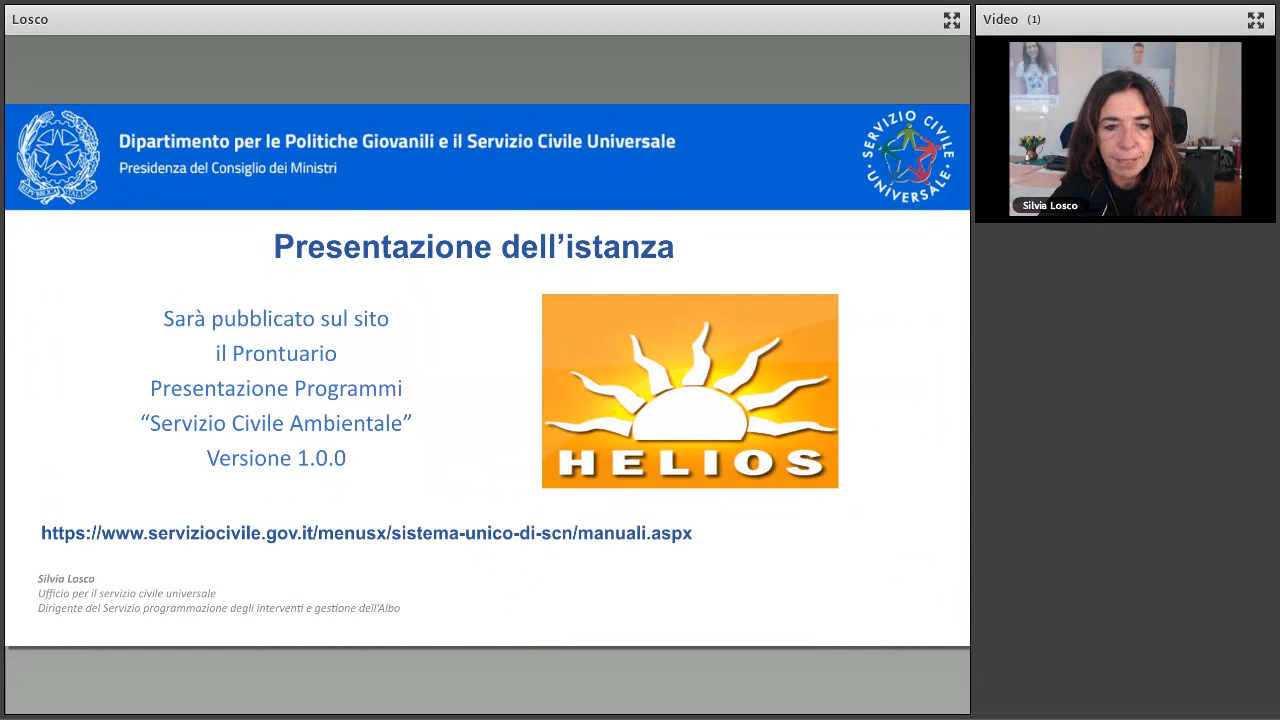 Losco
Video (1)
Silvia Losco
REPVBBLICA ITALIANA
Dipartimento per le Politiche Giovanili e il Servizio Civile Universale
Presidenza del Consiglio dei Ministri
SERVIZIO CIVILE UNIVERSALE
Presentazione dell’istanza
Sarà pubblicato sul sito
il Prontuario
Presentazione Programmi
“Servizio Civile Ambientale”
Versione 1.0.0
HELIOS
https://www.serviziocivile.gov.it/menusx/sistema-unico-di-scn/manuali.aspx
Silvia Losco
Ufficio per il servizio civile universale
Dirigente del Servizio programmazione degli interventi e gestione dell’Albo